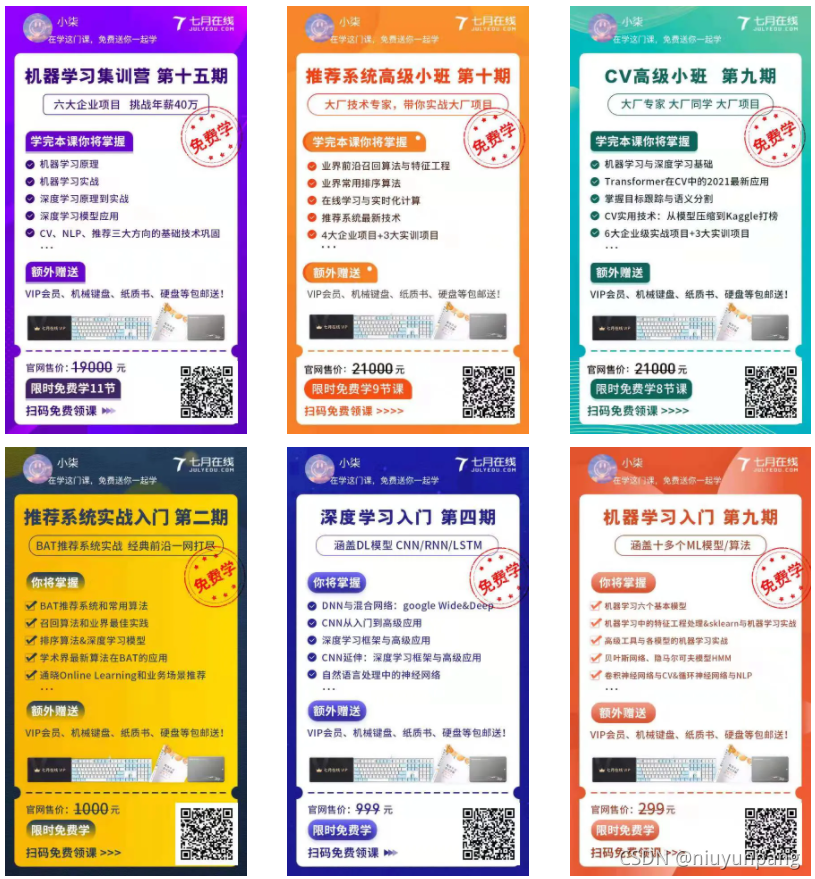 小柒
七月在线
JULYEDU.COM
在学这门课，免费送你一起学
机器学习集训营 第十五期
六大企业项目 挑战年薪40万
免费学
学完本课你将掌握
机器学习原理
机器学习实战
深度学习原理到实战
深度学习模型应用
CV、NLP、推荐三大方向的基础技术巩固
...
额外赠送
VIP会员、机械键盘、纸质书、硬盘等包邮送！
七月在线 VIP
官网售价：19000 元
限时免费学11节
扫码免费领课
小柒
七月在线
JULYEDU.COM
在学这门课，免费送你一起学
推荐系统高级小班 第十期
大厂技术专家，带你实战大厂项目
免费学
学完本课你将掌握
业界前沿召回算法与特征工程
业界常用排序算法
在线学习与实时化计算
推荐系统最新技术
4大企业项目+3大实训项目
...
额外赠送
VIP会员、机械键盘、纸质书、硬盘等包邮送！
七月在线 VIP
官网售价：21000 元
限时免费学9节课
扫码免费领课 >>>>
小柒
七月在线
JULYEDU.COM
在学这门课，免费送你一起学
CV高级小班 第九期
大厂专家 大厂同学 大厂项目
免费学
学完本课你将掌握
机器学习与深度学习基础
Transformer在CV中的2021最新应用
掌握目标跟踪与语义分割
CV实用技术：从模型压缩到Kaggle打榜
6大企业级实战项目+3大实训项目
...
额外赠送
VIP会员、机械键盘、纸质书、硬盘等包邮送！
七月在线 VIP
官网售价：21000 元
限时免费学8节课
扫码免费领课 >>>>
小柒
七月在线
JULYEDU.COM
在学这门课，免费送你一起学
推荐系统实战入门 第二期
BAT推荐系统实战 经典前沿一网打尽
免费学
你将掌握
BAT推荐系统和常用算法
召回算法和业界最佳实践
排序算法&深度学习模型
学术界最新算法在BAT的应用
通晓Online Learning和业务场景推荐
...
额外赠送
VIP会员、机械键盘、纸质书、硬盘等包邮送！
七月在线 VIP
官网售价：1000 元
限时免费学
扫码免费领课 >>>
小柒
七月在线
JULYEDU.COM
在学这门课，免费送你一起学
深度学习入门 第四期
涵盖DL模型 CNN/RNN/LSTM
免费学
你将掌握
DNN与混合网络：google Wide&Deep
CNN从入门到高级应用
深度学习框架与高级应用
CNN延伸：深度学习框架与高级应用
自然语言处理中的神经网络
...
额外赠送
VIP会员、机械键盘、纸质书、硬盘等包邮送！
七月在线 VIP
官网售价：999 元
限时免费学
扫码免费领课
小柒
七月在线
JULYEDU.COM
在学这门课，免费送你一起学
机器学习入门 第九期
涵盖十多个ML模型/算法
免费学
你将掌握
机器学习六个基本模型
机器学习中的特征工程处理&sklearn与机器学习实战
高级工具与各模型的机器学习实战
贝叶斯网络、隐马尔可夫模型HMM
卷积神经网络与CV&循环神经网络与NLP
...
额外赠送
VIP会员、机械键盘、纸质书、硬盘等包邮送！
七月在线 VIP
官网售价：299 元
限时免费学
扫码免费领课 >>>
CSDN @niuyunpang